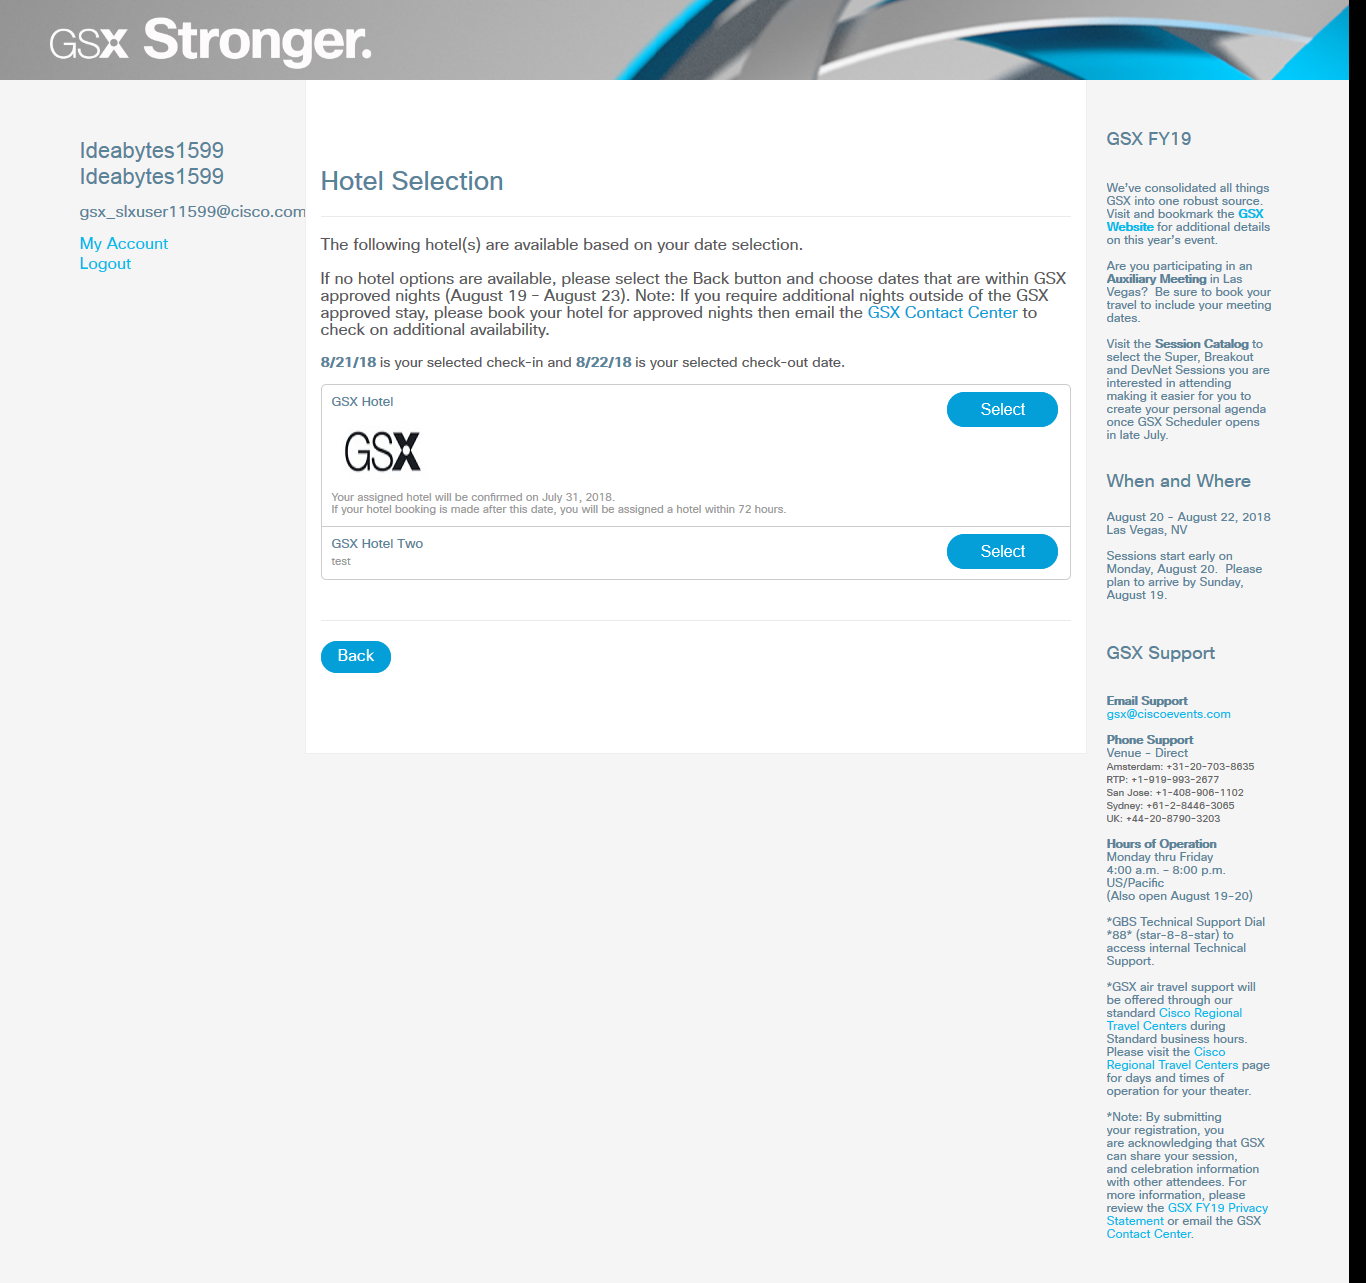 GSX Stronger.
Ideabytes1599
Ideabytes1599
gsx_slxuser11599@cisco.com
My Account
Logout
Hotel Selection
The following hotel(s) are available based on your date selection.
If no hotel options are available, please select the Back button and choose dates that are within GSX
approved nights (August 19 - August 23). Note: If you require additional nights outside of the GSX
approved stay, please book your hotel for approved nights then email the GSX Contact Center to
check on additional availability.
8/21/18 is your selected check-in and 8/22/18 is your selected check-out date.
GSX Hotel
Select
GSX
Your assigned hotel will be confirmed on July 31, 2018.
If your hotel booking is made after this date, you will be assigned a hotel within 72 hours.
GSX Hotel Two
Select
test
Back
GSX FY19
We've consolidated all things
GSX into one robust source.
Visit and bookmark the GSX
Website for additional details
on this year's event.
Are you participating in an
Auxiliary Meeting in Las
Vegas?  Be sure to book your
travel to include your meeting
dates.
Visit the Session Catalog to
select the Super, Breakout
and DevNet Sessions you are
interested in attending
making it easier for you to
create your personal agenda
once GSX Scheduler opens
in late July.
When and Where
August 20 - August 22, 2018
Las Vegas, NV
Sessions start early on
Monday, August 20.  Please
plan to arrive by Sunday,
August 19.
GSX Support
Email Support
gsx@ciscoevents.com
Phone Support
Venue - Direct
Amsterdam: +31-20-703-8635
RTP: +1-919-993-2677
San Jose: +1-408-906-1102
Sydney: +61-2-8446-3065
UK: +44-20-8790-3203
Hours of Operation
Monday thru Friday
4:00 a.m. - 8:00 p.m.
US/Pacific
(Also open August 19-20)
*GBS Technical Support Dial
*88* (star-8-8-star) to
access internal Technical
Support.
*GSX air travel support will
be offered through our
standard Cisco Regional
Travel Centers during
Standard business hours.
Please visit the Cisco
Regional Travel Centers page
for days and times of
operation for your theater.
*Note: By submitting
your registration, you
are acknowledging that GSX
can share your session,
and celebration information
with other attendees. For
more information, please
review the GSX FY19 Privacy
Statement or email the GSX
Contact Center.